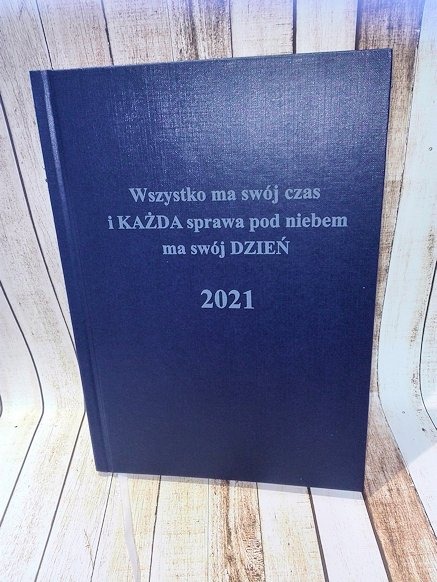 Wszystko ma swój czas
i KAŻDA sprawa pod niebem
ma swój DZIEŃ
2021